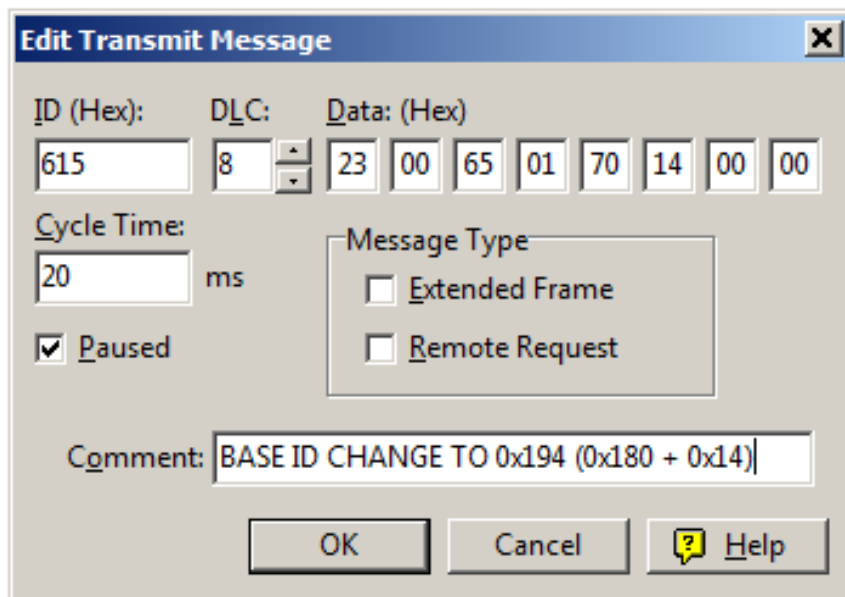 Edit Transmit Message
ID (Hex): DLC: Data: (Hex)
615 8 23 00 65 01 70 14 00 00
Cycle Time:
20 ms
Message Type
Extended Frame
Paused
Remote Request
Comment: BASE ID CHANGE TO 0x194 (0x180 + 0x14)
OK Cancel ? Help